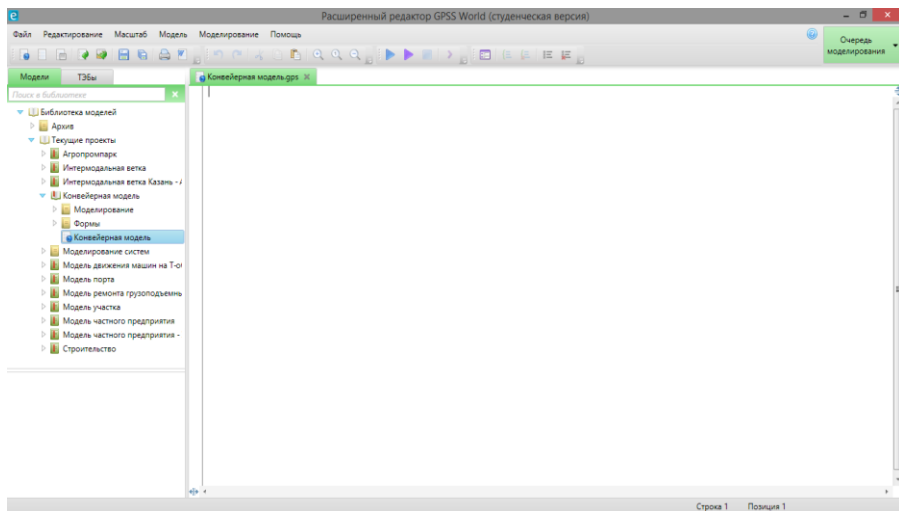 Расширенный редактор GPSS World (студенческая версия)
Файл Редактирование Масштаб Модель Моделирование Помощь
Очередь моделирования
Модели ТЭБы
Конвейерная модель.gps
Поиск в библиотеке
Библиотека моделей
Архив
Текущие проекты
Агропромпарк
Интермодальная ветка
Интермодальная ветка Казань - 
Конвейерная модель
Моделирование
Формы
Конвейерная модель
Моделирование систем
Модель движения машин на Т-о
Модель порта
Модель ремонта грузоподъемнь
Модель участка
Модель частного предприятия
Модель частного предприятия -
Строительство
Строка 1 Позиция 1